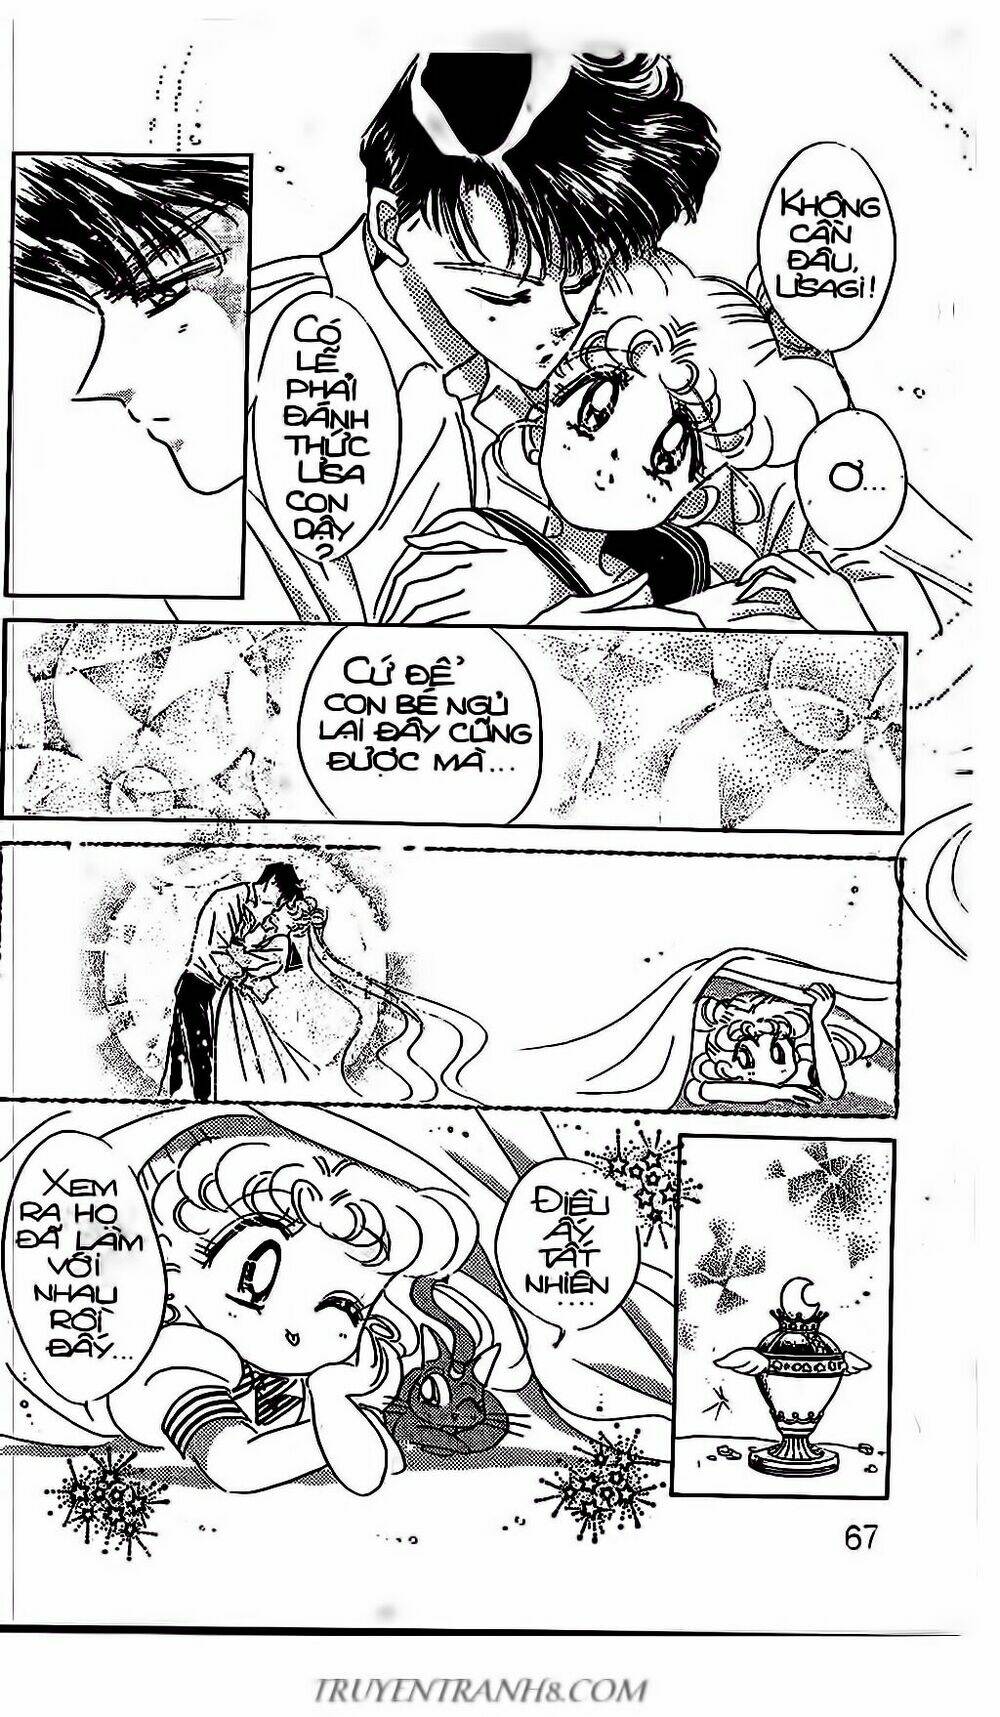 KHÔNG
CẦN
ĐÂU,
USAGI!
CÓ
LẼ
PHẢI
ĐÁNH
THỨC
USA
CON
DẬY
?
Ơ...
CỨ ĐỂ
CON BÉ NGỦ
LẠI ĐÂY CŨNG
ĐƯỢC MÀ...
XEM
RA HỌ
ĐÃ LÀM
VỚI
NHAU
RỒI
ĐẤY...
ĐIỀU
ẤY
TẤT
NHIÊN
....
67
TRUYENTRANH8.COM